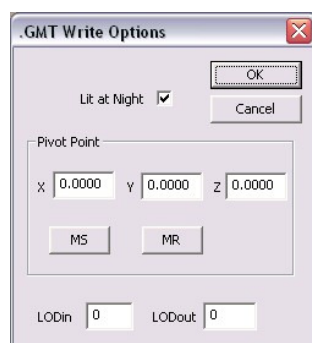 .GMT Write Options
OK
Lit at Night
Cancel
Pivot Point
X 0.0000 Y 0.0000 Z 0.0000
MS MR
LODin 0 LODout 0